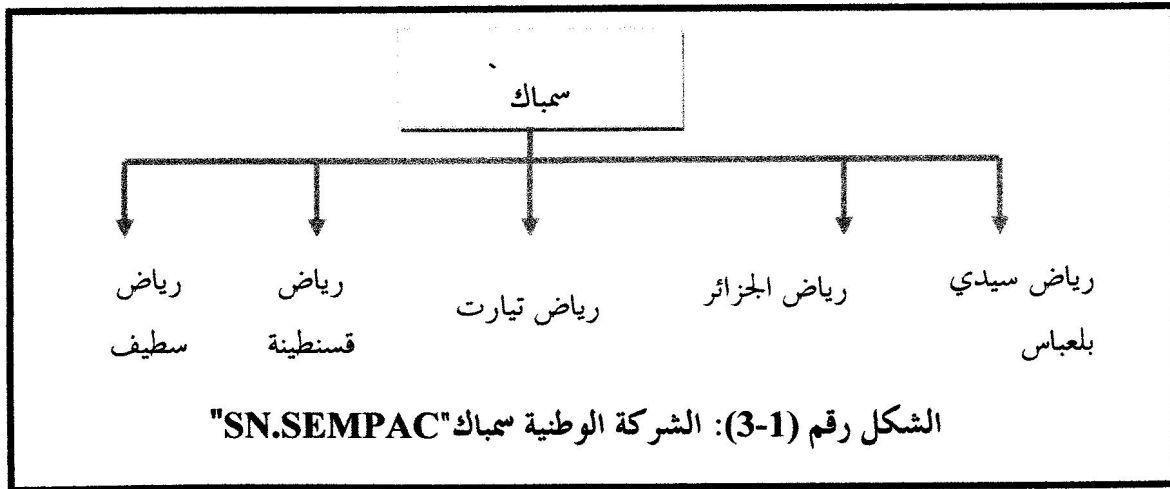 سمباك
رياض سيدي
بلعباس
رياض الجزائر
رياض تيارت
رياض
قسنطينة
رياض
سطيف
الشكل رقم (1-3): الشركة الوطنية سمباك"SN.SEMPAC"